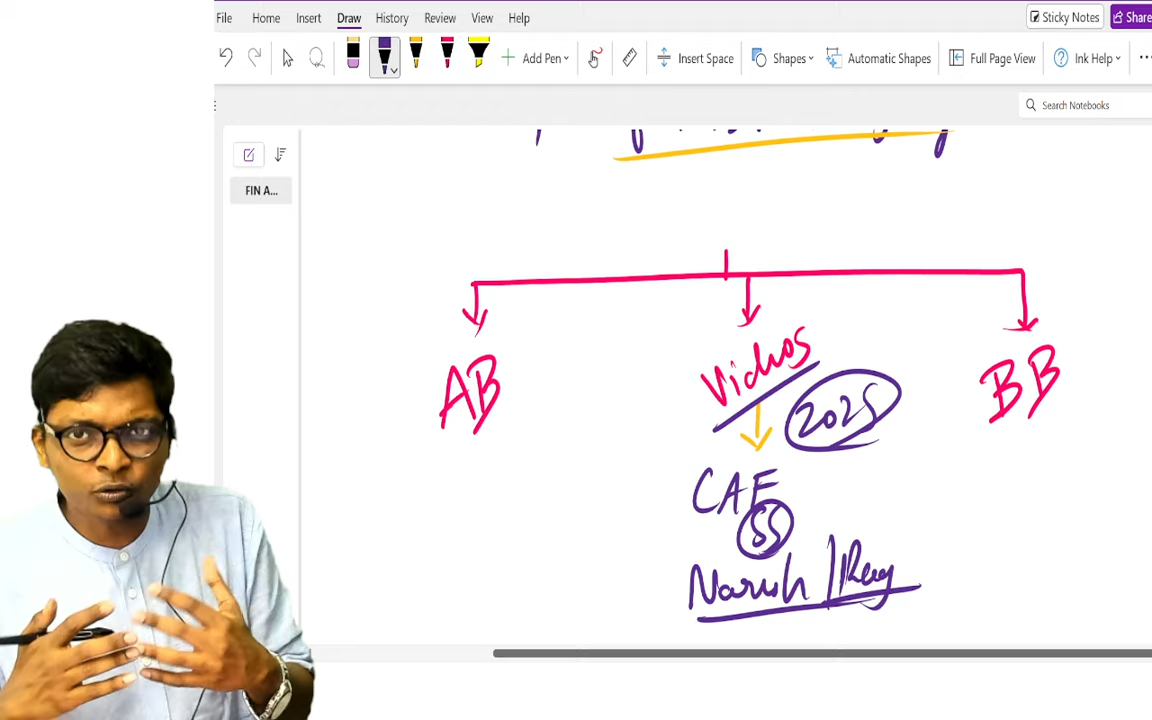 File Home Insert Draw History Review View Help Sticky Notes Share
Add Pen Insert Space Shapes Automatic Shapes Full Page View Ink Help
Search Notebooks
FIN A...
AB Videos BB
2025
CAF
SS
Naresh /